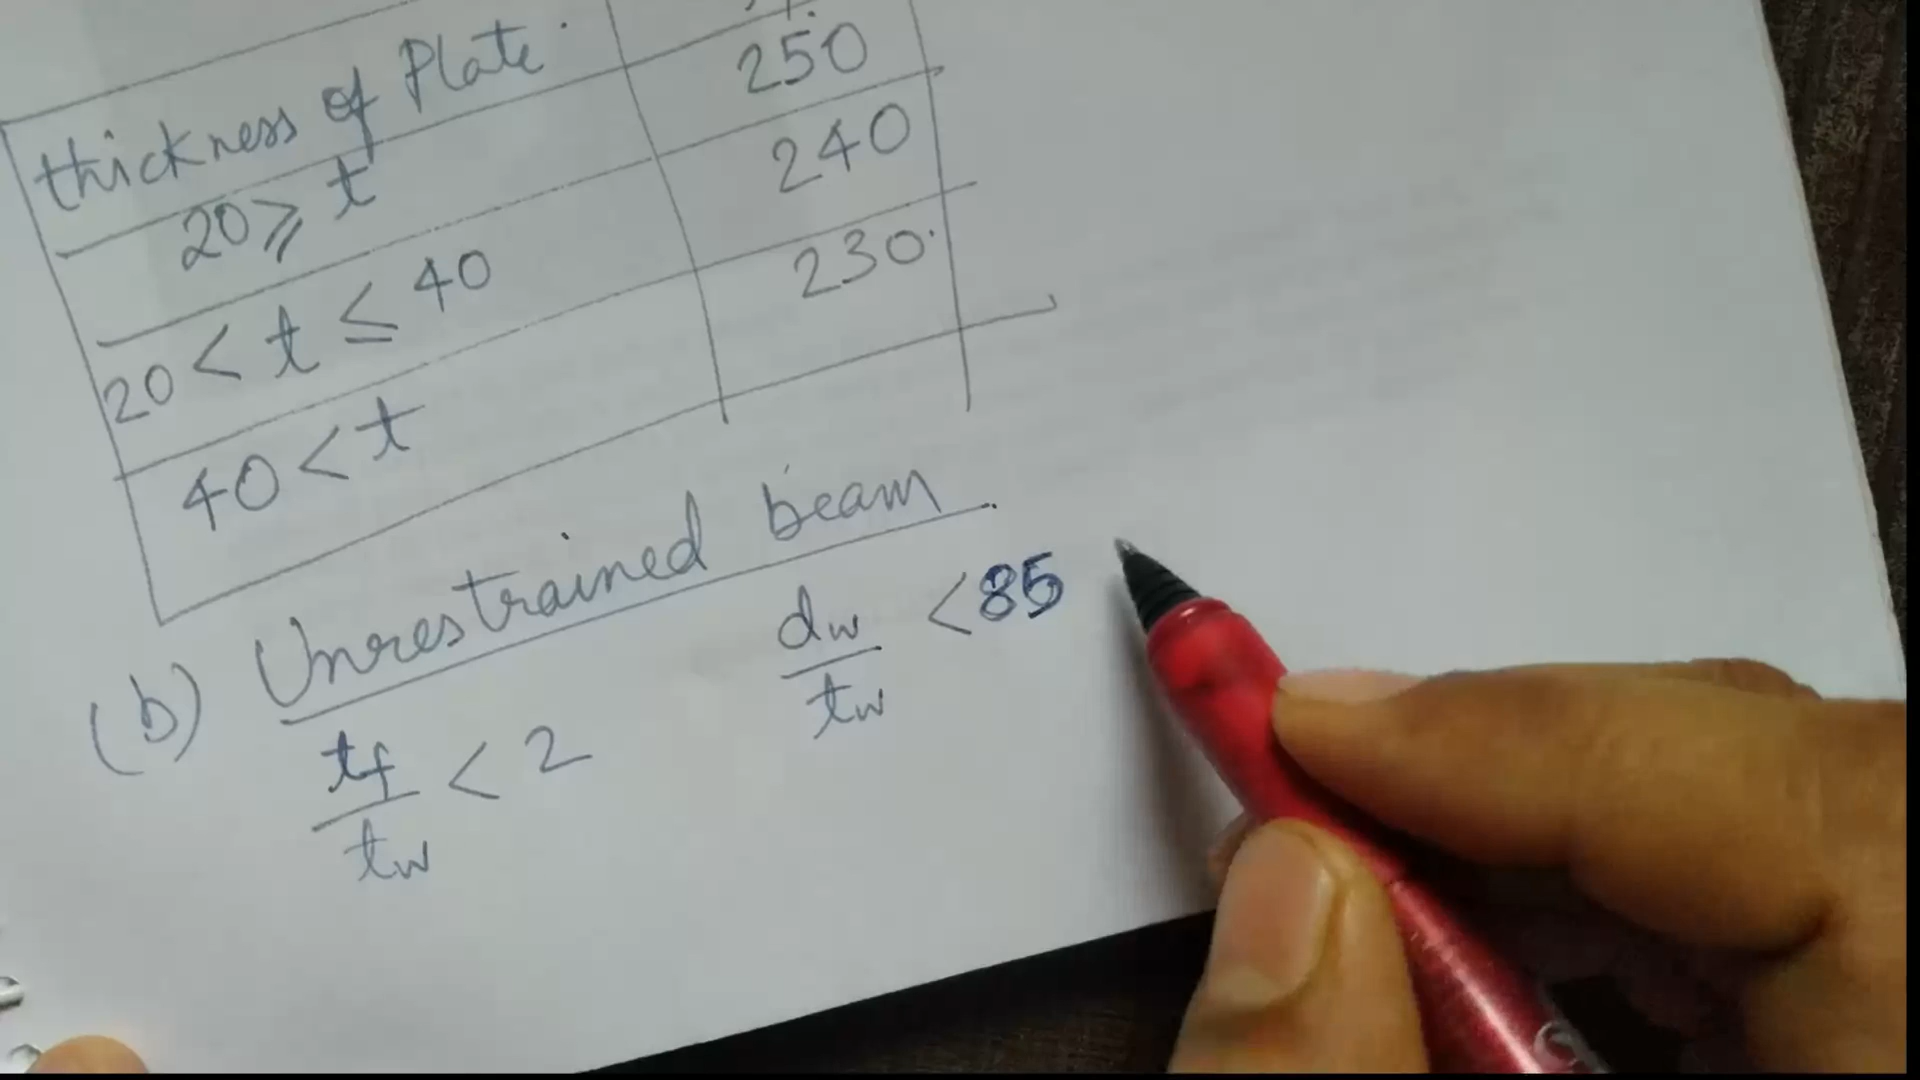 thickness of Plate
20 ≥ t 250
20 < t ≤ 40 240
40 < t 230
(b) Unrestrained beam
tf/tw < 2 dw/tw < 85